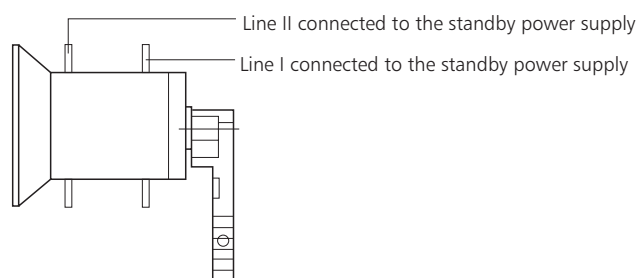 Line II connected to the standby power supply
Line I connected to the standby power supply